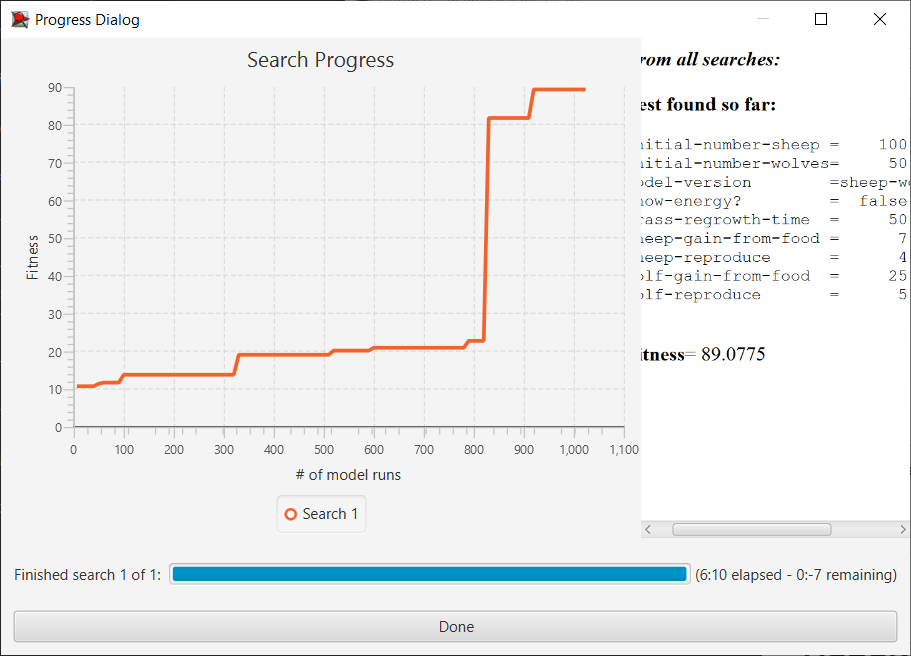 Progress Dialog
Search Progress
Fitness
90
80
70
60
50
40
30
20
10
0
0 100 200 300 400 500 600 700 800 900 1,000 1,100
# of model runs
Search 1
rom all searches:
est found so far:
nitial-number-sheep = 100
nitial-number-wolves= 50
odel-version =sheep-wo
how-energy? = false
rass-regrowth-time = 50
heep-gain-from-food = 7
heep-reproduce = 4
olf-gain-from-food = 25
olf-reproduce = 5
itness= 89.0775
Finished search 1 of 1: (6:10 elapsed - 0:-7 remaining)
Done